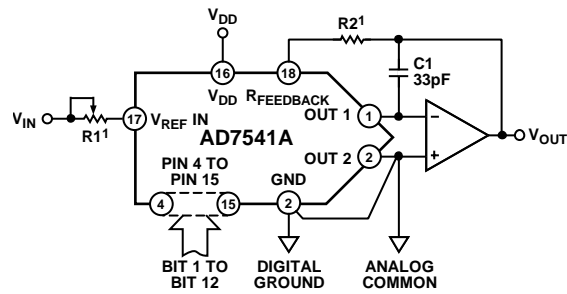 V_DD
R2¹
C1
33pF
16
18
V_DD
R_FEEDBACK
V_IN
R1¹
17
V_REF IN
OUT 1
1
–
AD7541A
V_OUT
OUT 2
2
+
PIN 4 TO
PIN 15
GND
4
15
2
BIT 1 TO
BIT 12
DIGITAL
GROUND
ANALOG
COMMON